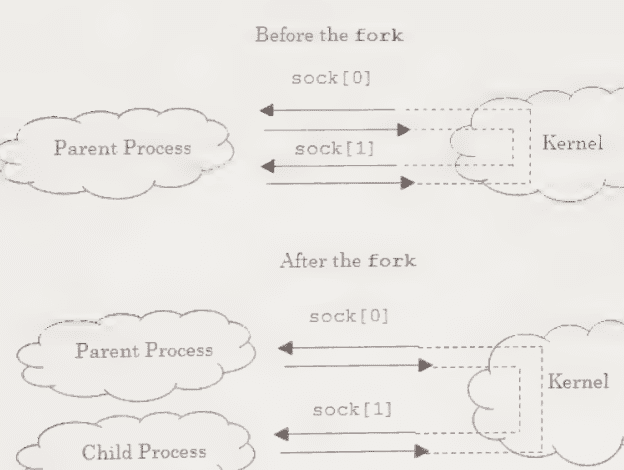 Before the fork
sock[0]
Parent Process
sock[1]
Kernel
After the fork
sock[0]
Parent Process
Kernel
sock[1]
Child Process